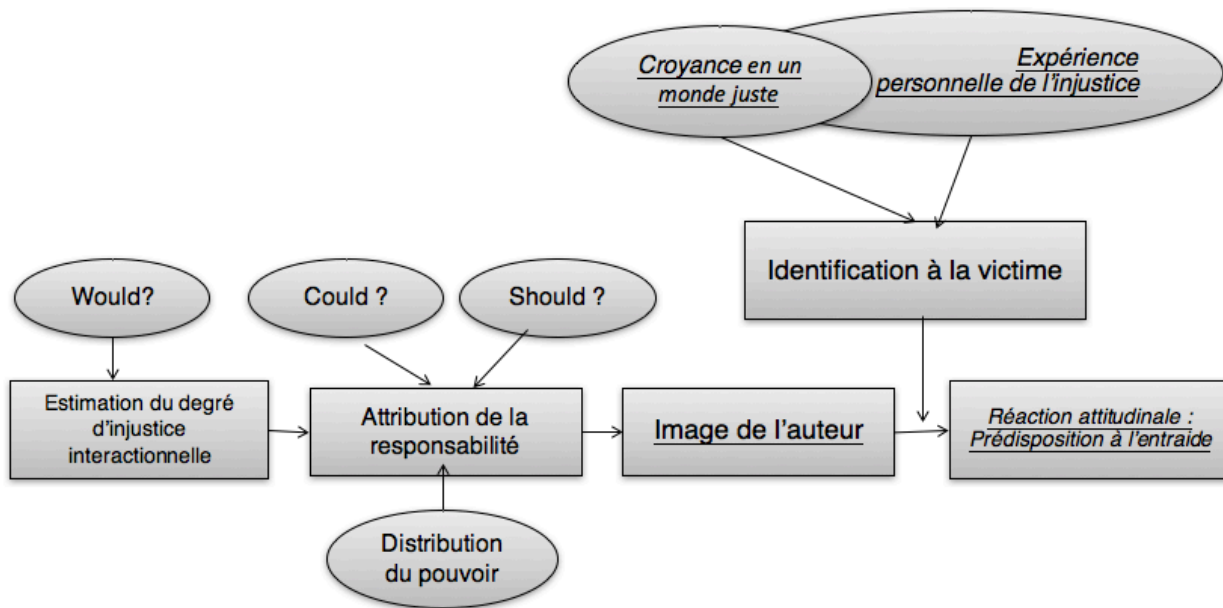 Croyance en un
monde juste
Expérience
personnelle de l'injustice
Identification à la victime
Would?
Could ?
Should ?
Estimation du degré
d'injustice
interactionnelle
Attribution de la
responsabilité
Image de l'auteur
Réaction attitudinale :
Prédisposition à l'entraide
Distribution
du pouvoir